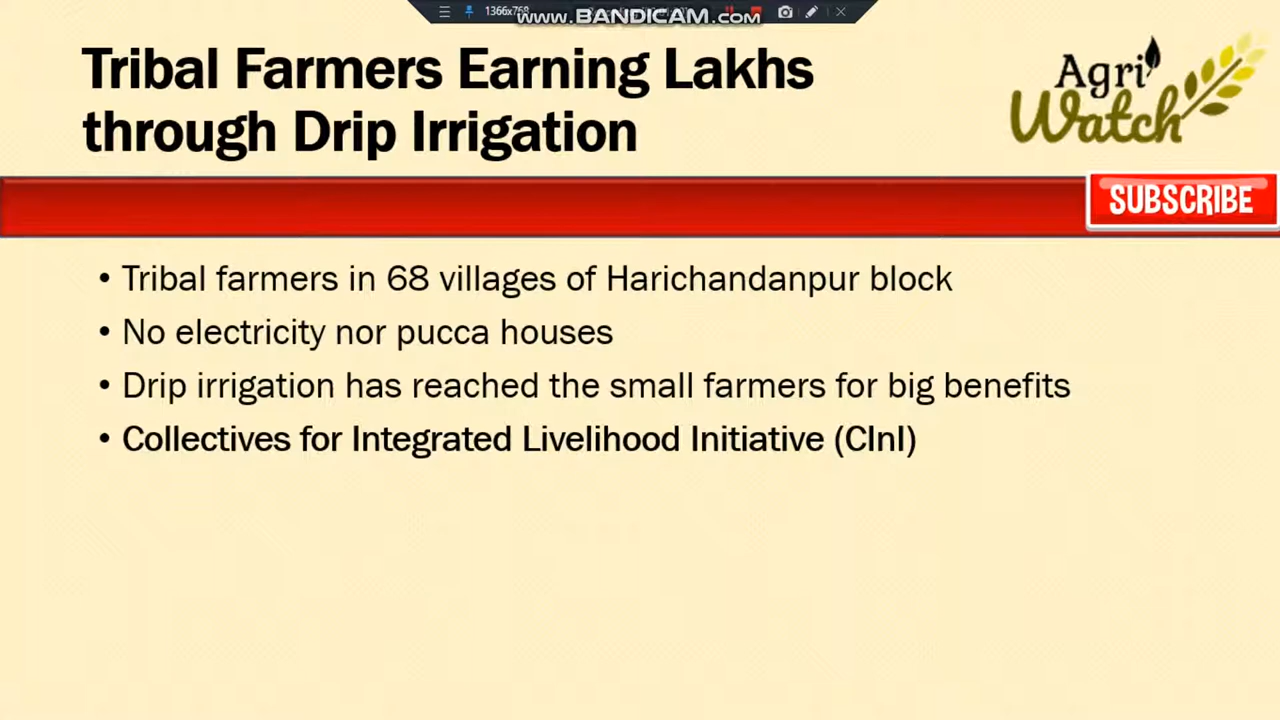 1366x768
www.BANDICAM.com
Tribal Farmers Earning Lakhs
through Drip Irrigation
Agri
Watch
SUBSCRIBE
• Tribal farmers in 68 villages of Harichandanpur block
• No electricity nor pucca houses
• Drip irrigation has reached the small farmers for big benefits
• Collectives for Integrated Livelihood Initiative (CInI)